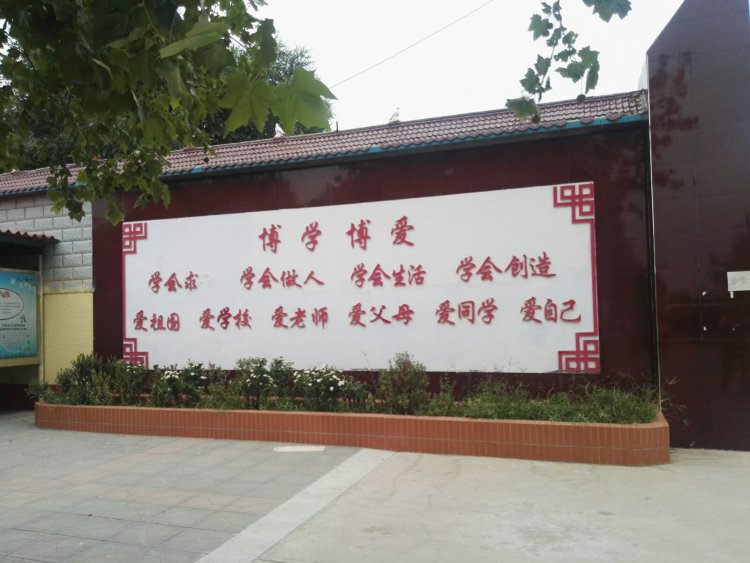 博学博爱
学会求 学会做人 学会生活 学会创造
爱祖国 爱学校 爱老师 爱父母 爱同学 爱自己